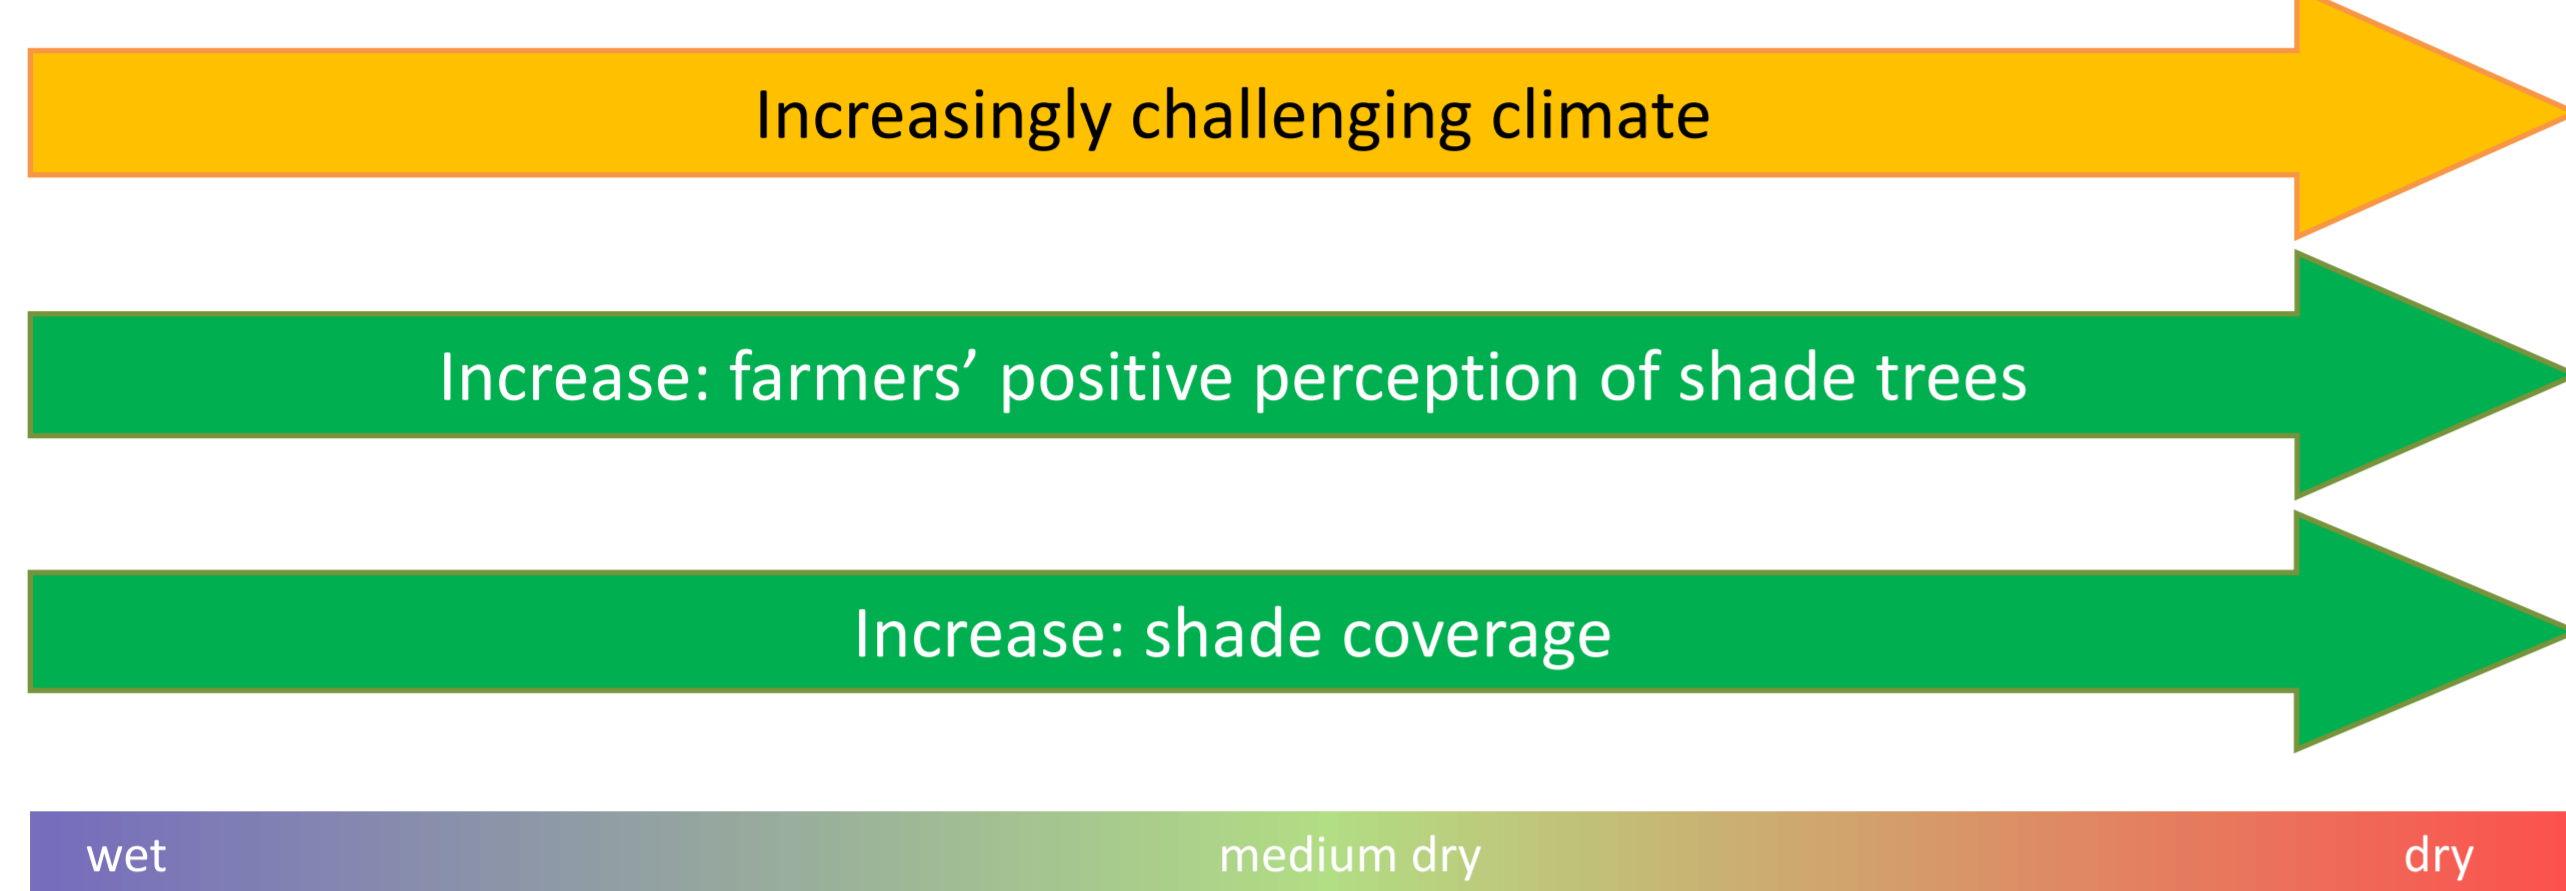 Increasingly challenging climate
Increase: farmers’ positive perception of shade trees
Increase: shade coverage
wet medium dry dry